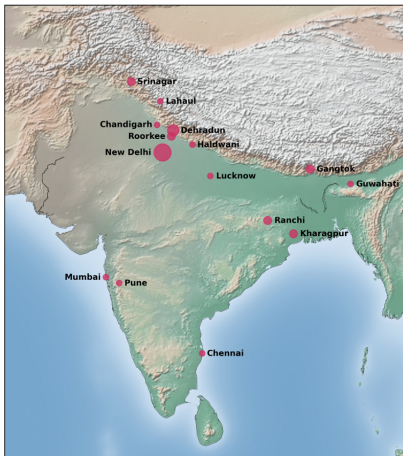 Srinagar
Lahaul
Chandigarh
Dehradun
Roorkee
Haldwani
New Delhi
Gangtok
Lucknow
Guwahati
Ranchi
Kharagpur
Mumbai
Pune
Chennai